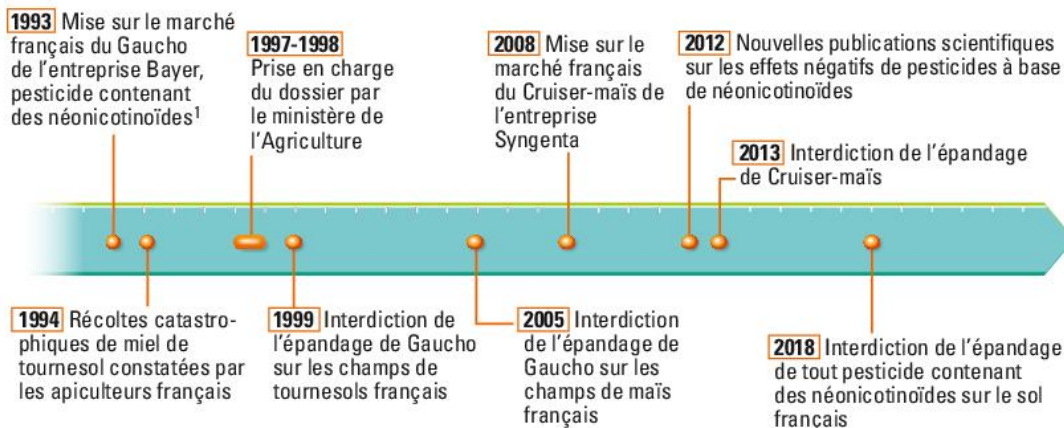 1993 Mise sur le marché
français du Gaucho
de l'entreprise Bayer,
pesticide contenant
des néonicotinoïdes¹
1997-1998
Prise en charge
du dossier par
le ministère de
l'Agriculture
2008 Mise sur le
marché français
du Cruiser-maïs de
l'entreprise
Syngenta
2012 Nouvelles publications scientifiques
sur les effets négatifs de pesticides à base
de néonicotinoïdes
2013 Interdiction de l'épandage
de Cruiser-maïs
1994 Récoltes catastro-
phiques de miel de
tournesol constatées par
les apiculteurs français
1999 Interdiction de
l'épandage de Gaucho
sur les champs de
tournesols français
2005 Interdiction
de l'épandage de
Gaucho sur les
champs de maïs
français
2018 Interdiction de l'épandage
de tout pesticide contenant
des néonicotinoïdes sur le sol
français